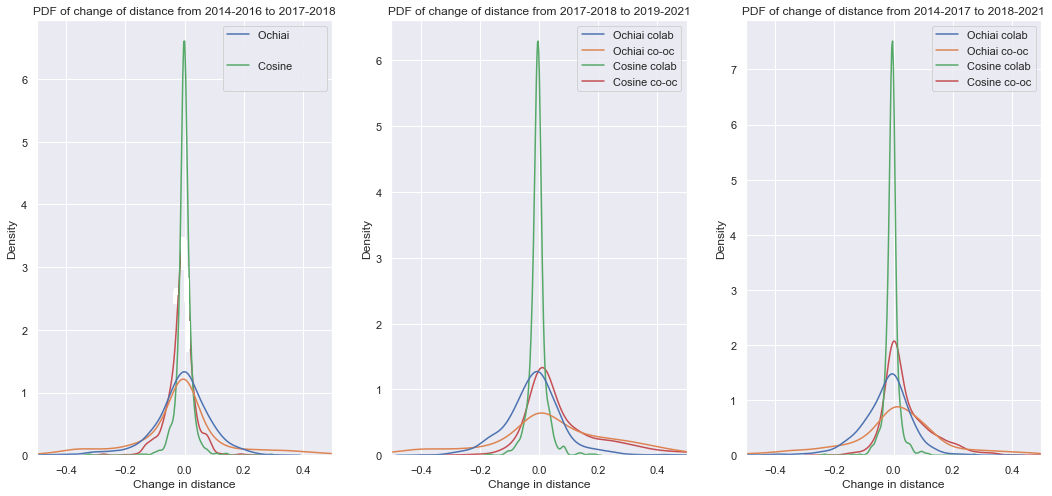 PDF of change of distance from 2014-2016 to 2017-2018
Ochiai
Cosine
Density
6
5
4
3
2
1
0
−0.4 −0.2 0.0 0.2 0.4
Change in distance
PDF of change of distance from 2017-2018 to 2019-2021
Ochiai colab
Ochiai co-oc
Cosine colab
Cosine co-oc
Density
6
5
4
3
2
1
0
−0.4 −0.2 0.0 0.2 0.4
Change in distance
PDF of change of distance from 2014-2017 to 2018-2021
Ochiai colab
Ochiai co-oc
Cosine colab
Cosine co-oc
Density
7
6
5
4
3
2
1
0
−0.4 −0.2 0.0 0.2 0.4
Change in distance